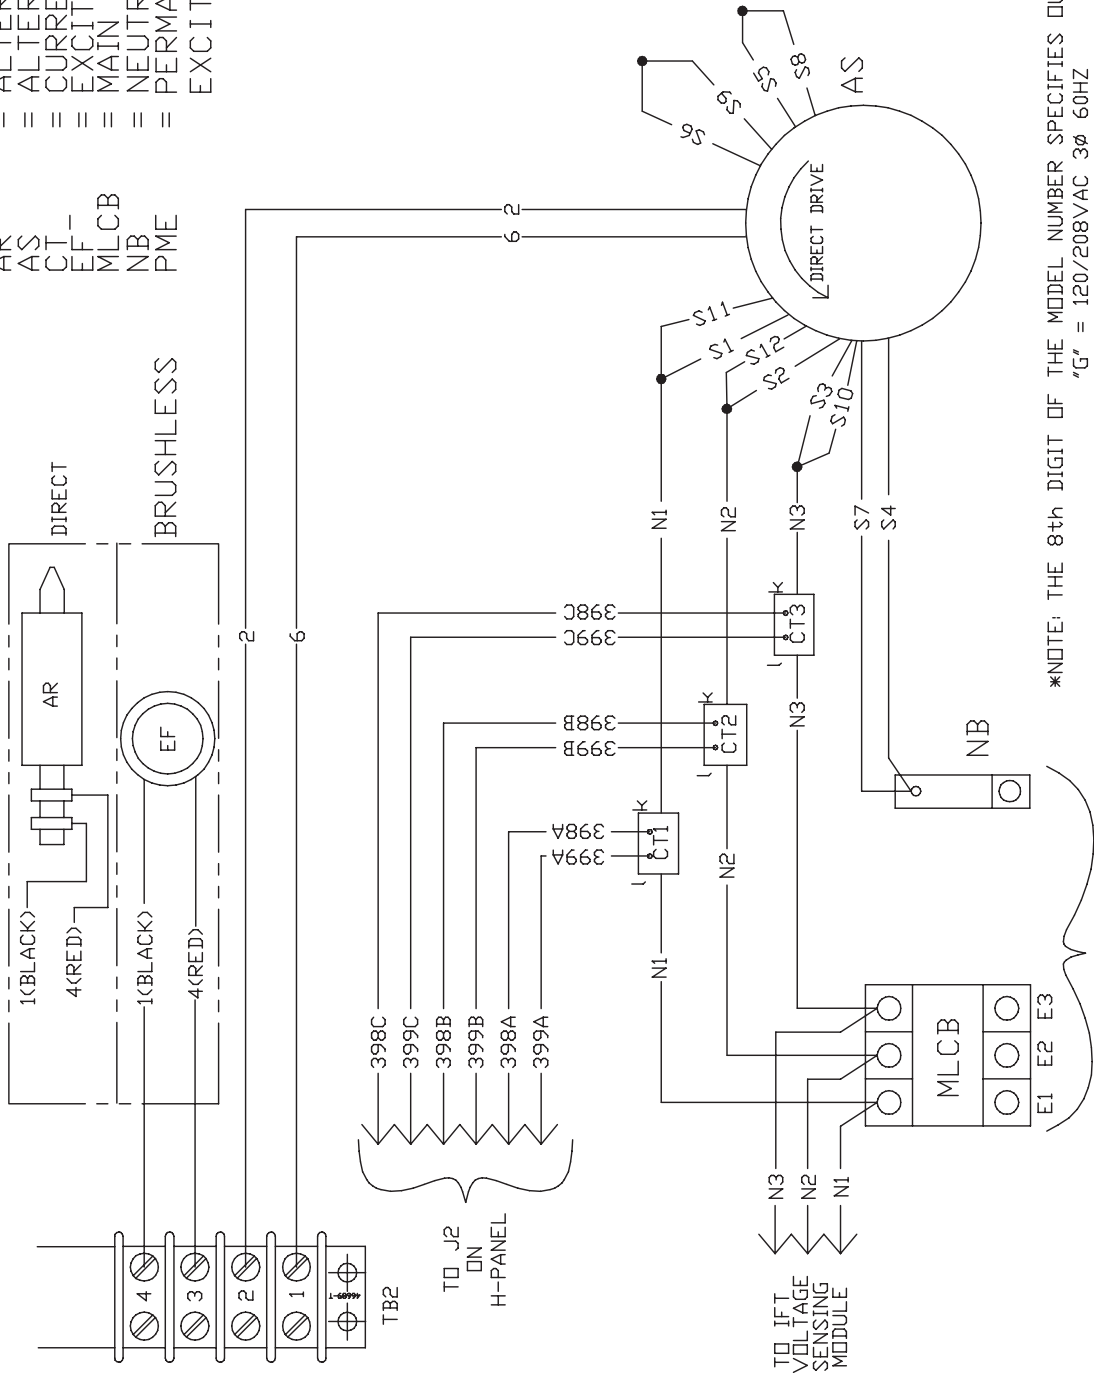 AR
AS = ALTER
CT- = CURRE
EF- = EXCIT
MLCB = MAIN
NB = NEUTR
PME = PERMA
EXCIT
DIRECT
AR
1(BLACK)
4(RED)
BRUSHLESS
EF
1(BLACK)
4(RED)
2
6
2
6
4
3
2
1
46689-T
TB2
398C
399C
398B
399B
398A
399A
398C
399C
398B
399B
398A
399A
TO J2
ON
H-PANEL
CT1
CT2
CT3
N1
N2
N3
N1
N2
N3
S6
S9
S5
S8
AS
DIRECT DRIVE
S11
S1
S12
S2
S3
S10
S7
S4
NB
MLCB
E1
E2
E3
N3
N2
N1
TO IFT
VOLTAGE
SENSING
MODULE
*NOTE: THE 8th DIGIT OF THE MODEL NUMBER SPECIFIES
"G" = 120/208VAC 3Ø 60HZ